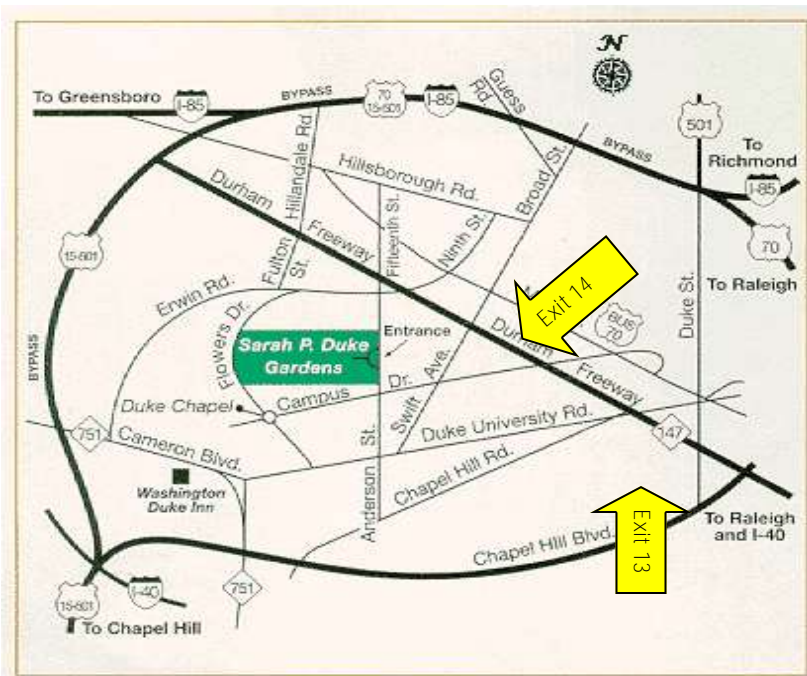 N
To Greensboro
I-85
BYPASS
70
15-501
I-85
Guess
Rd.
501
To
Richmond
BYPASS
I-85
70
To Raleigh
Hillandale Rd.
Hillsborough Rd.
Broad St.
Durham
Freeway
Fifteenth St.
Ninth St.
Fulton
St.
15-501
BYPASS
Erwin Rd.
Flowers Dr.
Exit 14
BUS
70
Duke St.
Sarah P. Duke
Gardens
Entrance
Durham
Freeway
Swift Ave.
Campus Dr.
Duke Chapel
Duke University Rd.
751
Cameron Blvd.
147
Chapel Hill Rd.
Anderson St.
Washington
Duke Inn
Chapel Hill Blvd.
Exit 13
To Raleigh
and I-40
751
I-40
15-501
To Chapel Hill